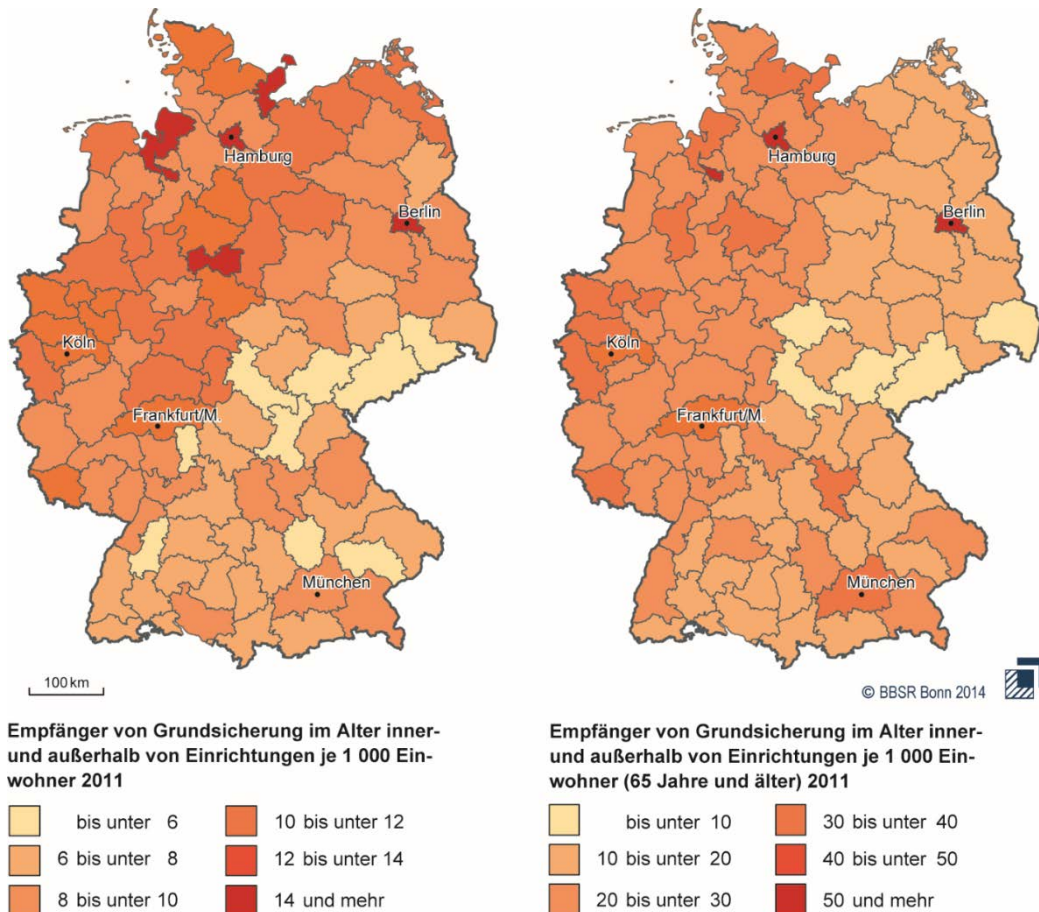 Hamburg
Berlin
Köln
Frankfurt/M.
München
100 km
Empfänger von Grundsicherung im Alter inner-
und außerhalb von Einrichtungen je 1 000 Ein-
wohner 2011
bis unter 6
6 bis unter 8
8 bis unter 10
10 bis unter 12
12 bis unter 14
14 und mehr
Hamburg
Berlin
Köln
Frankfurt/M.
München
© BBSR Bonn 2014
Empfänger von Grundsicherung im Alter inner-
und außerhalb von Einrichtungen je 1 000 Ein-
wohner (65 Jahre und älter) 2011
bis unter 10
10 bis unter 20
20 bis unter 30
30 bis unter 40
40 bis unter 50
50 und mehr